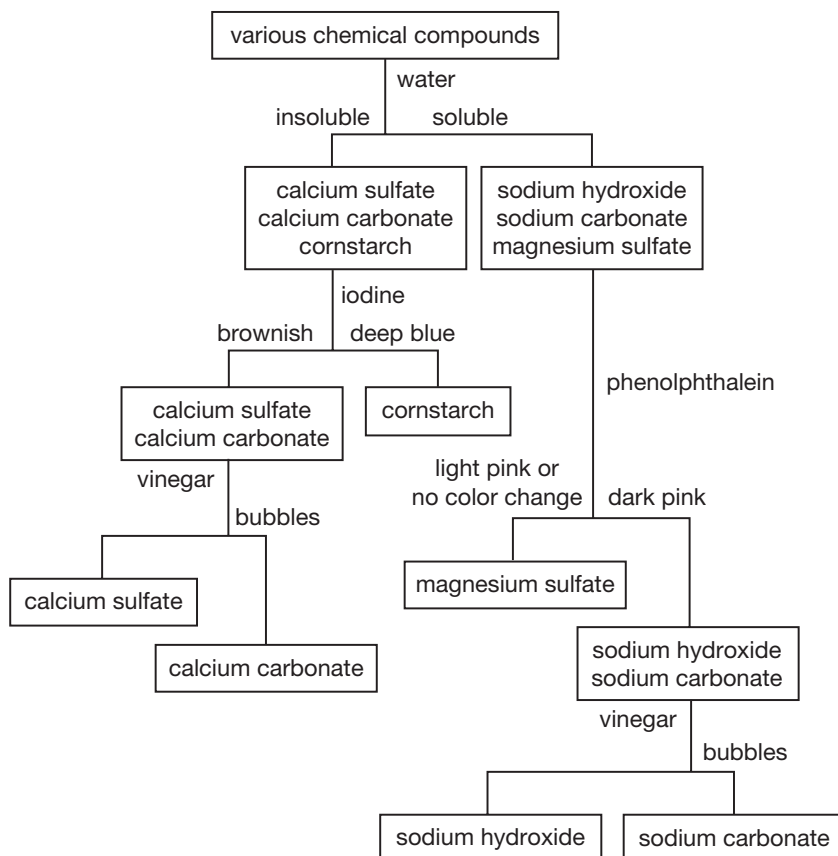 various chemical compounds
water
insoluble
soluble
calcium sulfate
calcium carbonate
cornstarch
sodium hydroxide
sodium carbonate
magnesium sulfate
iodine
brownish
deep blue
calcium sulfate
calcium carbonate
cornstarch
phenolphthalein
vinegar
bubbles
light pink or
no color change
dark pink
calcium sulfate
calcium carbonate
magnesium sulfate
sodium hydroxide
sodium carbonate
vinegar
bubbles
sodium hydroxide
sodium carbonate